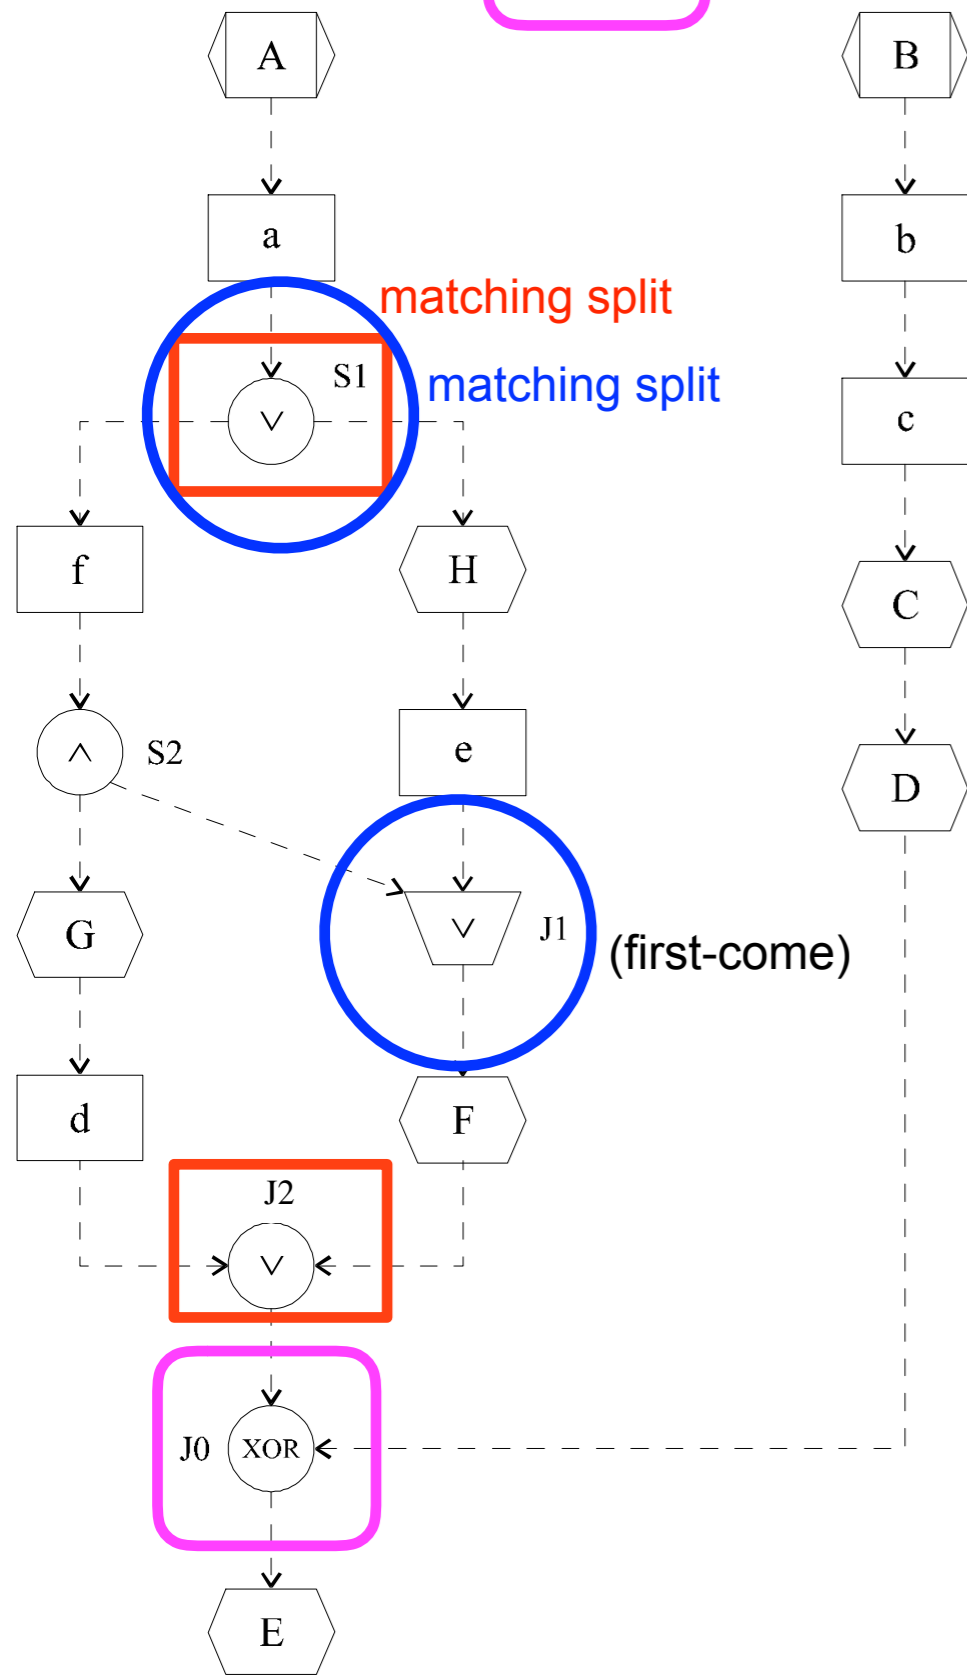 A
B
a
b
matching split
S1
matching split
∨
c
f
H
C
∧
S2
e
D
G
∨
J1
(first-come)
d
F
J2
∨
J0
XOR
E